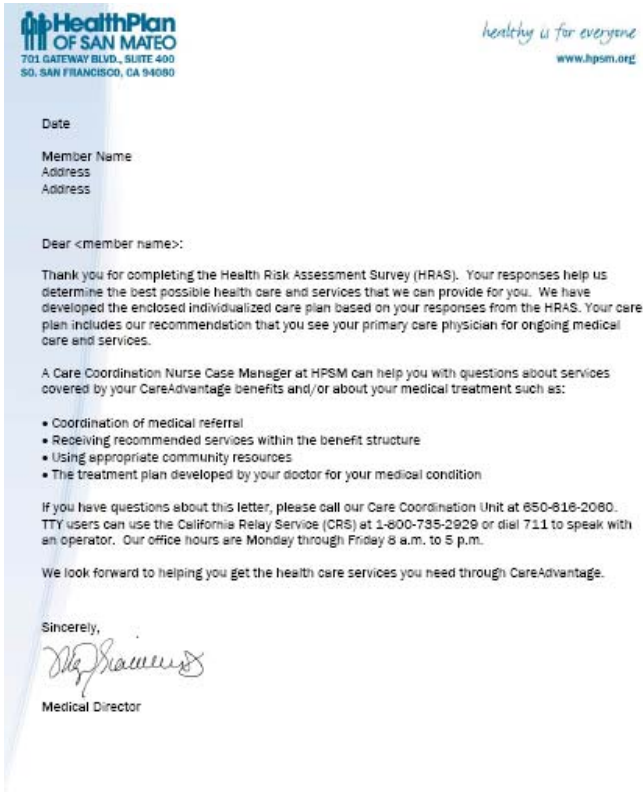 HealthPlan
OF SAN MATEO
701 GATEWAY BLVD., SUITE 400
SO. SAN FRANCISCO, CA 94080
healthy is for everyone
www.hpsm.org
Date
Member Name
Address
Address
Dear <member name>:
Thank you for completing the Health Risk Assessment Survey (HRAS).  Your responses help us
determine the best possible health care and services that we can provide for you.  We have
developed the enclosed individualized care plan based on your responses from the HRAS. Your care
plan includes our recommendation that you see your primary care physician for ongoing medical
care and services.
A Care Coordination Nurse Case Manager at HPSM can help you with questions about services
covered by your CareAdvantage benefits and/or about your medical treatment such as:
• Coordination of medical referral
• Receiving recommended services within the benefit structure
• Using appropriate community resources
• The treatment plan developed by your doctor for your medical condition
If you have questions about this letter, please call our Care Coordination Unit at 650-616-2060.
TTY users can use the California Relay Service (CRS) at 1-800-735-2929 or dial 711 to speak with
an operator.  Our office hours are Monday through Friday 8 a.m. to 5 p.m.
We look forward to helping you get the health care services you need through CareAdvantage.
Sincerely,
Medical Director